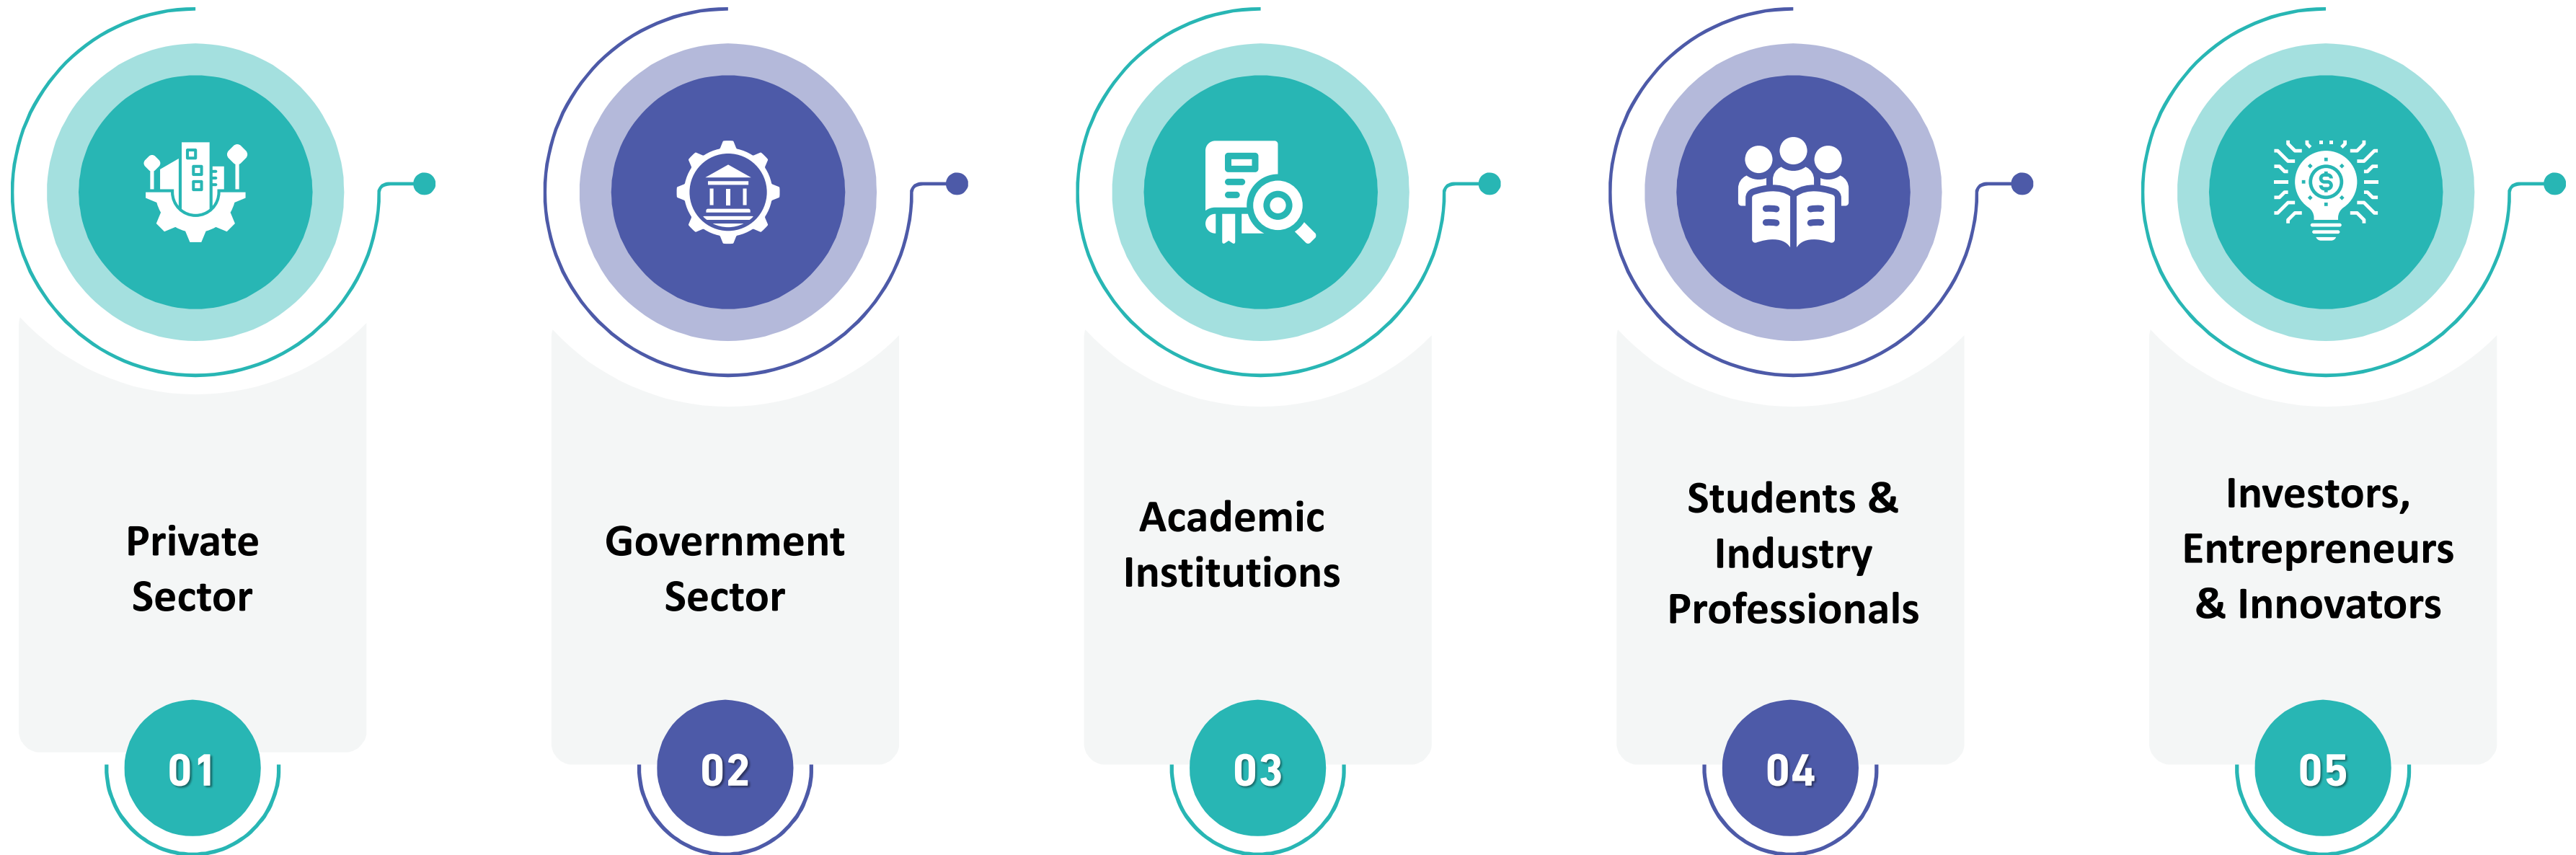 Private
Sector
01
Government
Sector
02
Academic
Institutions
03
Students &
Industry
Professionals
04
Investors,
Entrepreneurs
& Innovators
05